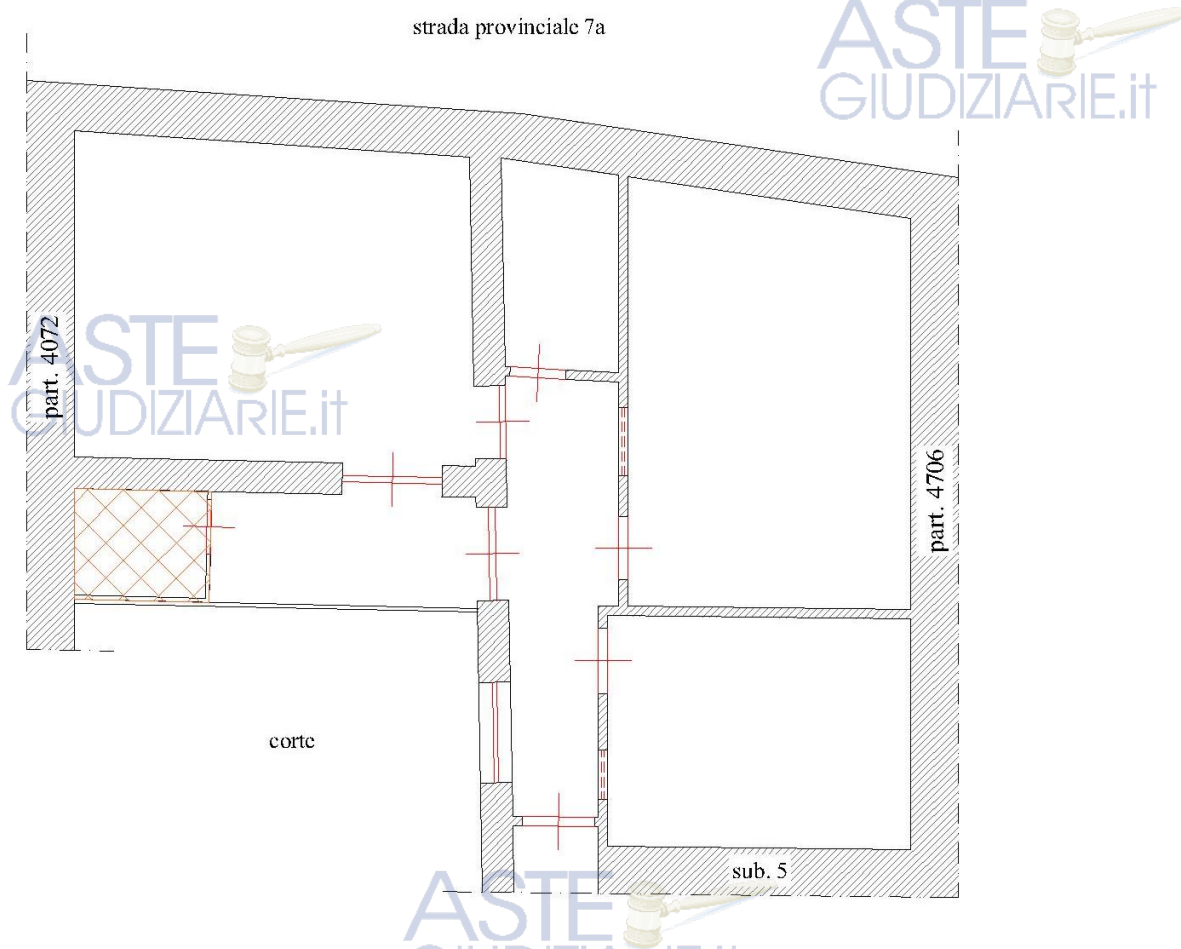 strada provinciale 7a
ASTE
GIUDIZIARIE.it
part. 4072
ASTE
GIUDIZIARIE.it
part. 4706
corte
sub. 5
ASTE